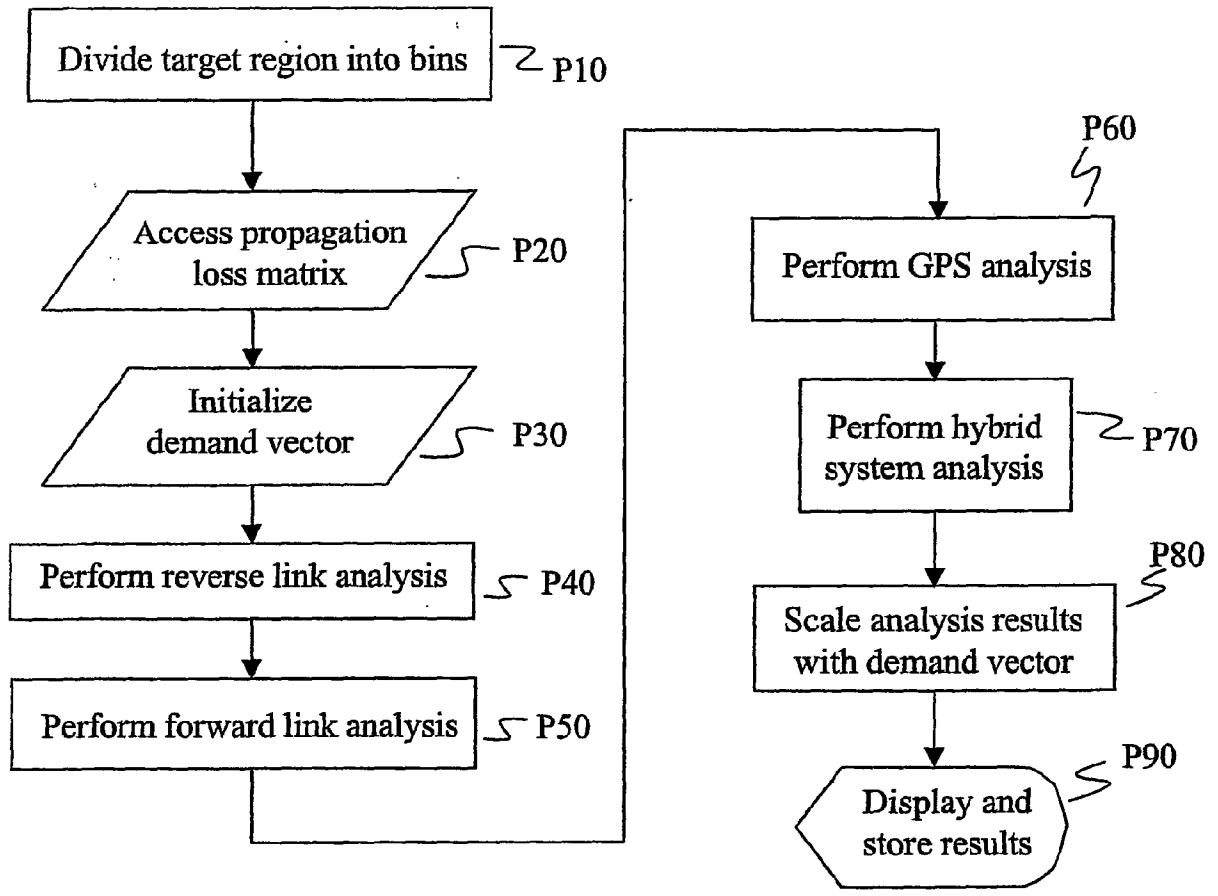 Divide target region into bins
P10
Access propagation
loss matrix
P20
Initialize
demand vector
P30
Perform reverse link analysis
P40
Perform forward link analysis
P50
P60
Perform GPS analysis
Perform hybrid
system analysis
P70
P80
Scale analysis results
with demand vector
P90
Display and
store results